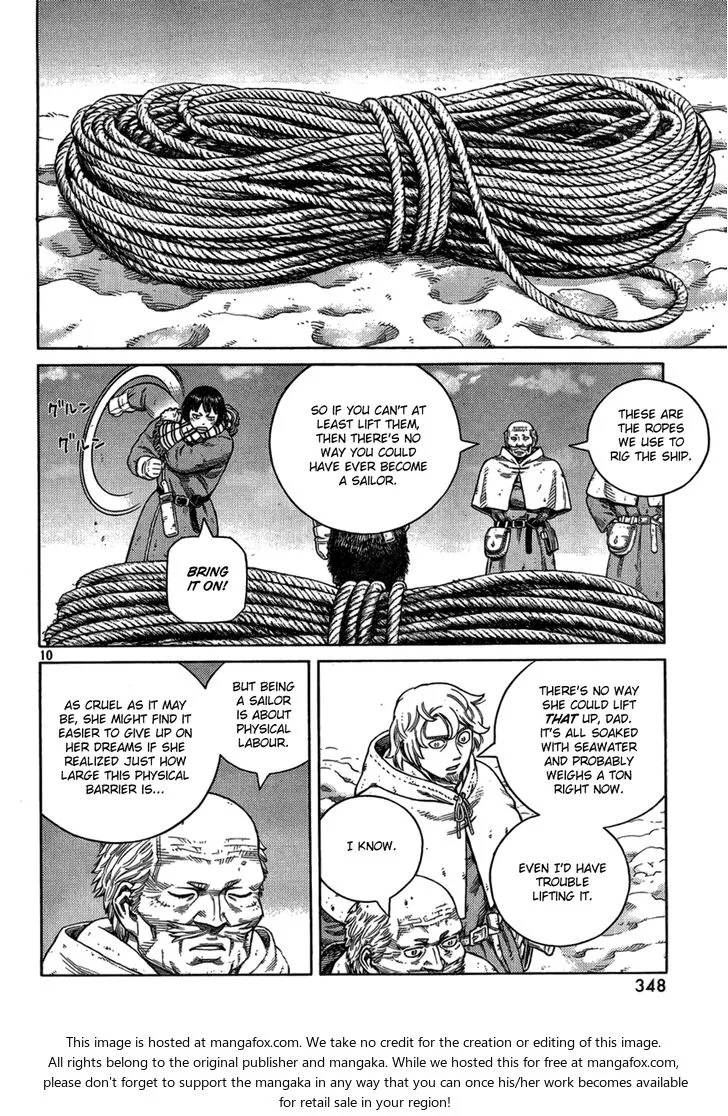 THESE ARE
THE ROPES
WE USE TO
RIG THE SHIP.
SO IF YOU CAN'T AT
LEAST LIFT THEM,
THEN THERE'S NO
WAY YOU COULD
HAVE EVER BECOME
A SAILOR.
グルン
グルン
BRING
IT ON!
10
THERE'S NO WAY
SHE COULD LIFT
THAT UP, DAD.
IT'S ALL SOAKED
WITH SEAWATER
AND PROBABLY
WEIGHS A TON
RIGHT NOW.
I KNOW.
EVEN I'D HAVE
TROUBLE
LIFTING IT.
BUT BEING
A SAILOR
IS ABOUT
PHYSICAL
LABOUR.
AS CRUEL AS IT MAY
BE, SHE MIGHT FIND IT
EASIER TO GIVE UP ON
HER DREAMS IF SHE
REALIZED JUST HOW
LARGE THIS PHYSICAL
BARRIER IS...
348
This image is hosted at mangafox.com. We take no credit for the creation or editing of this image.
All rights belong to the original publisher and mangaka. While we hosted this for free at mangafox.com,
please don't forget to support the mangaka in any way that you can once his/her work becomes available
for retail sale in your region!